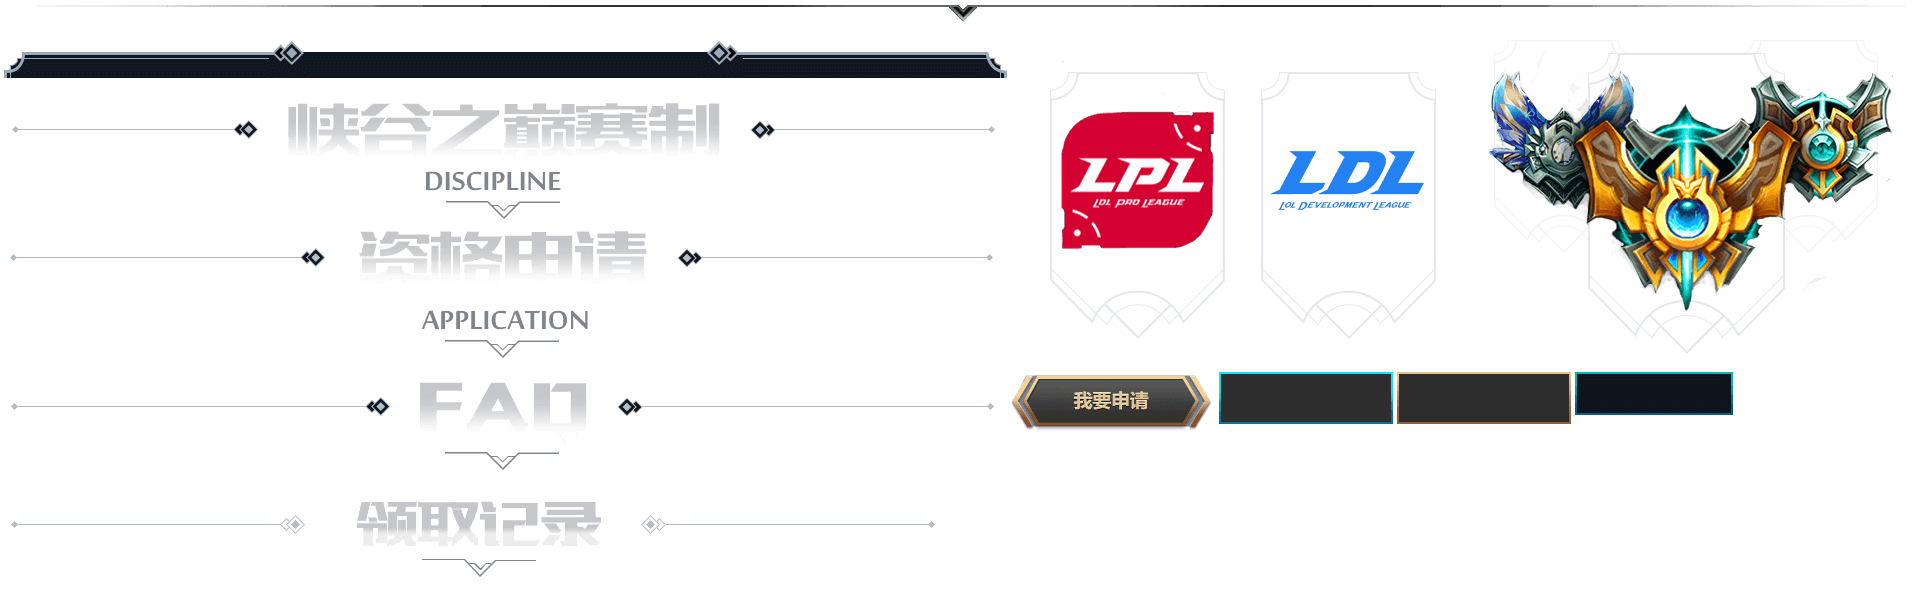 峡谷之巅赛制
DISCIPLINE
资格申请
APPLICATION
FAQ
领取记录
LPL
LOL PRO LEAGUE
LDL
LOL DEVELOPMENT LEAGUE
我要申请